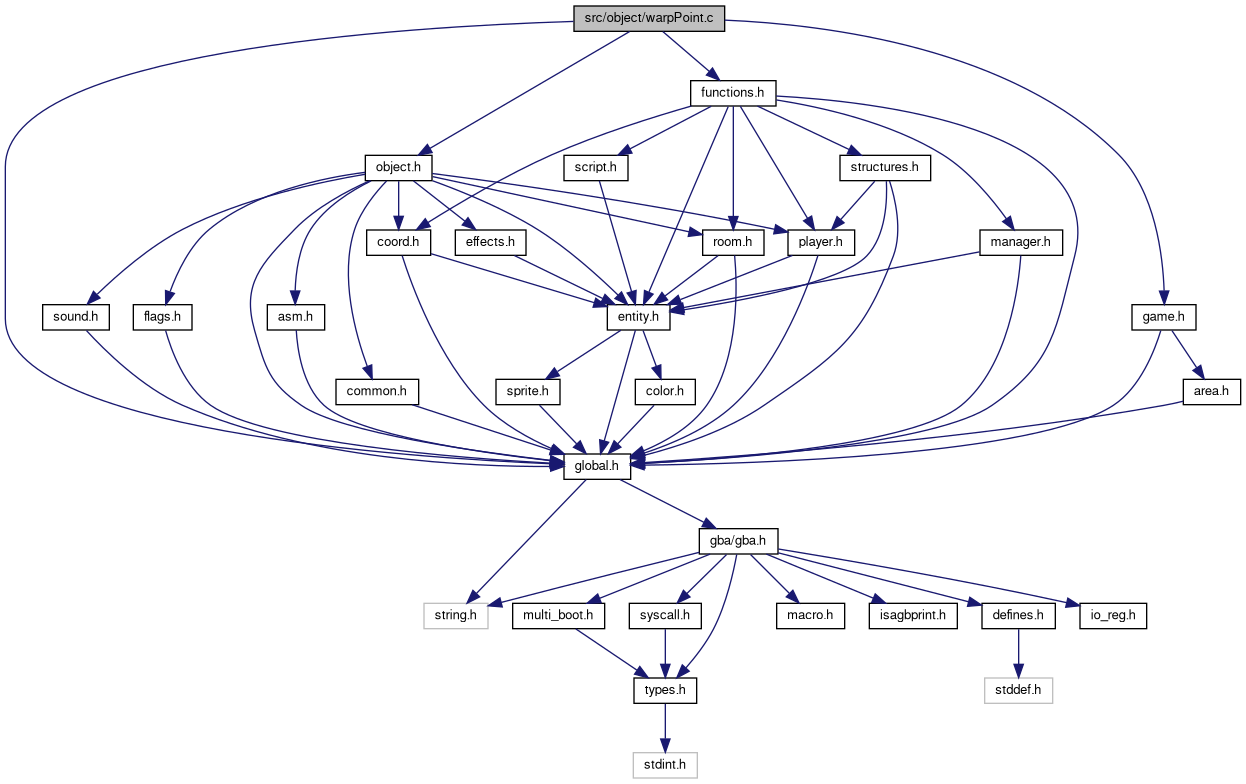 src/object/warpPoint.c
functions.h
object.h
script.h
structures.h
coord.h
effects.h
room.h
player.h
manager.h
sound.h
flags.h
asm.h
entity.h
game.h
common.h
sprite.h
color.h
area.h
global.h
gba/gba.h
string.h
multi_boot.h
syscall.h
macro.h
isagbprint.h
defines.h
io_reg.h
types.h
stddef.h
stdint.h